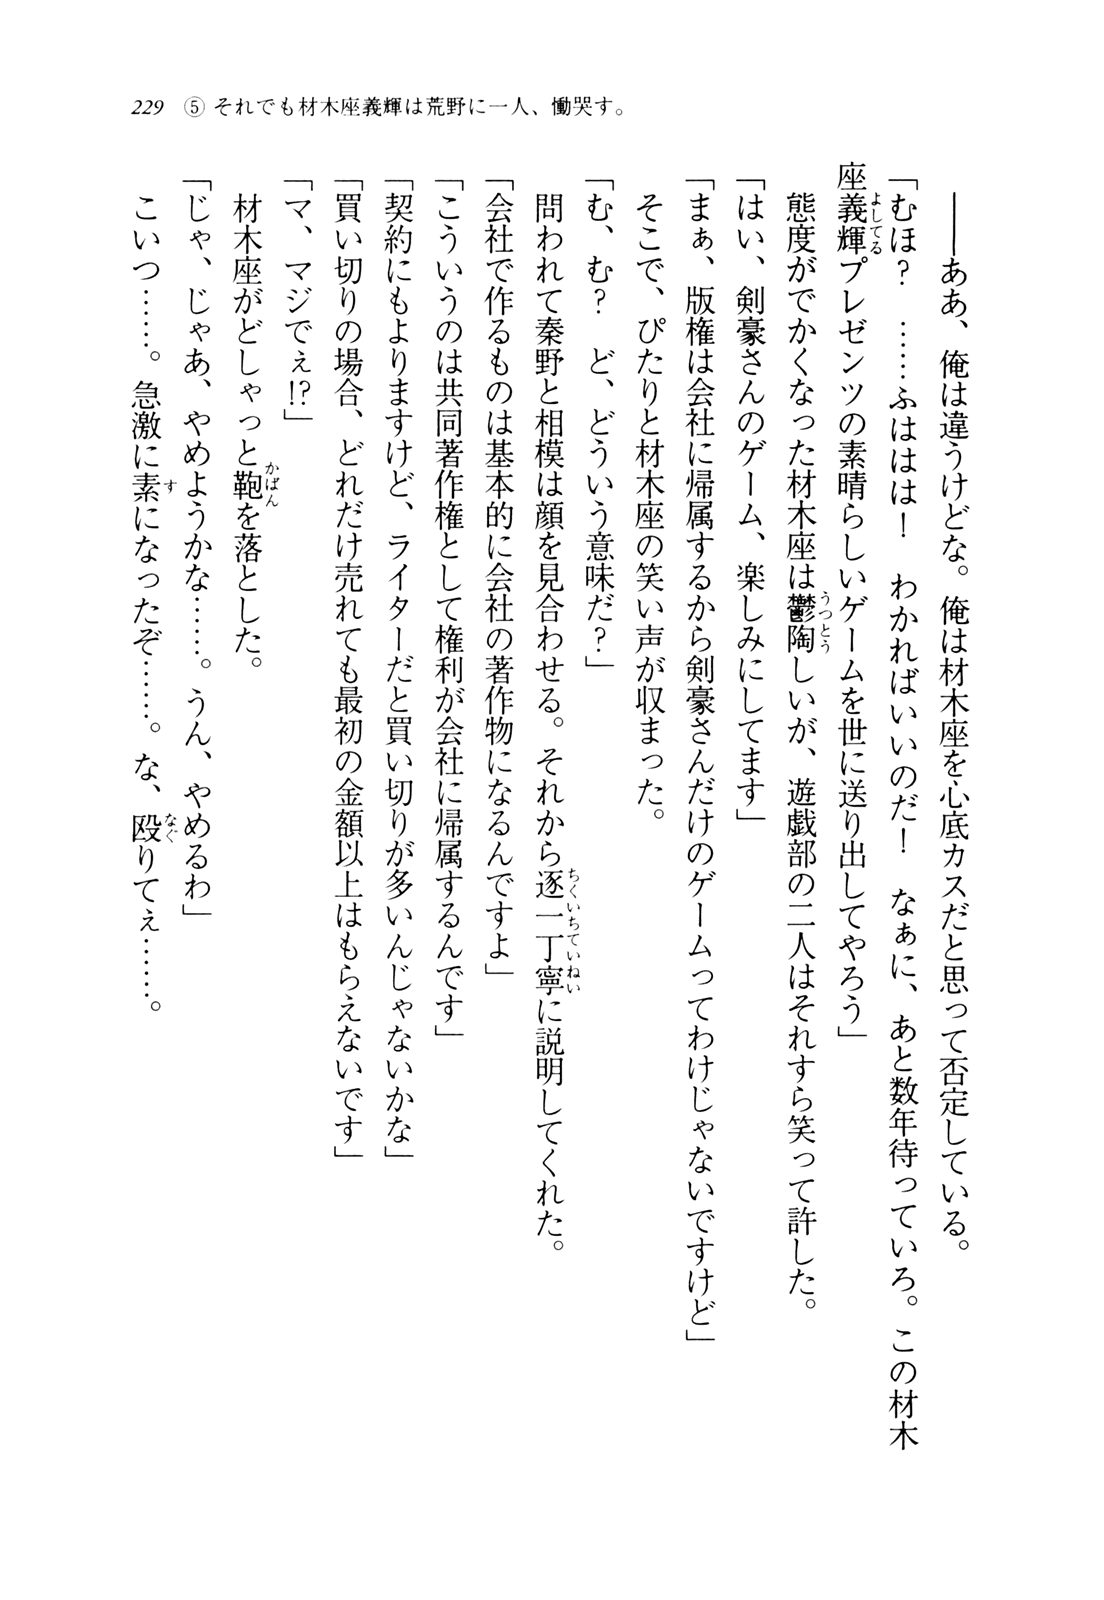 229 ⑤ それでも材木座義輝は荒野に一人、慟哭す。
――ああ、俺は違うけどな。俺は材木座を心底カスだと思って否定している。
「むほ？　……ふははは！　わかればいいのだ！　なぁに、あと数年待っていろ。この材木
座義輝プレゼンツの素晴らしいゲームを世に送り出してやろう」
態度がでかくなった材木座は鬱陶しいが、遊戯部の二人はそれすら笑って許した。
「はい、剣豪さんのゲーム、楽しみにしてます」
「まぁ、版権は会社に帰属するから剣豪さんだけのゲームってわけじゃないですけど」
そこで、ぴたりと材木座の笑い声が収まった。
「む、む？　ど、どういう意味だ？」
問われて秦野と相模は顔を見合わせる。それから逐一丁寧に説明してくれた。
「会社で作るものは基本的に会社の著作物になるんですよ」
「こういうのは共同著作権として権利が会社に帰属するんです」
「契約にもよりますけど、ライターだと買い切りが多いんじゃないかな」
「買い切りの場合、どれだけ売れても最初の金額以上はもらえないです」
「マ、マジでぇ!?」
材木座がどしゃっと鞄を落とした。
「じゃ、じゃあ、やめようかな……。うん、やめるわ」
こいつ……。急激に素になったぞ……。な、殴りてぇ……。